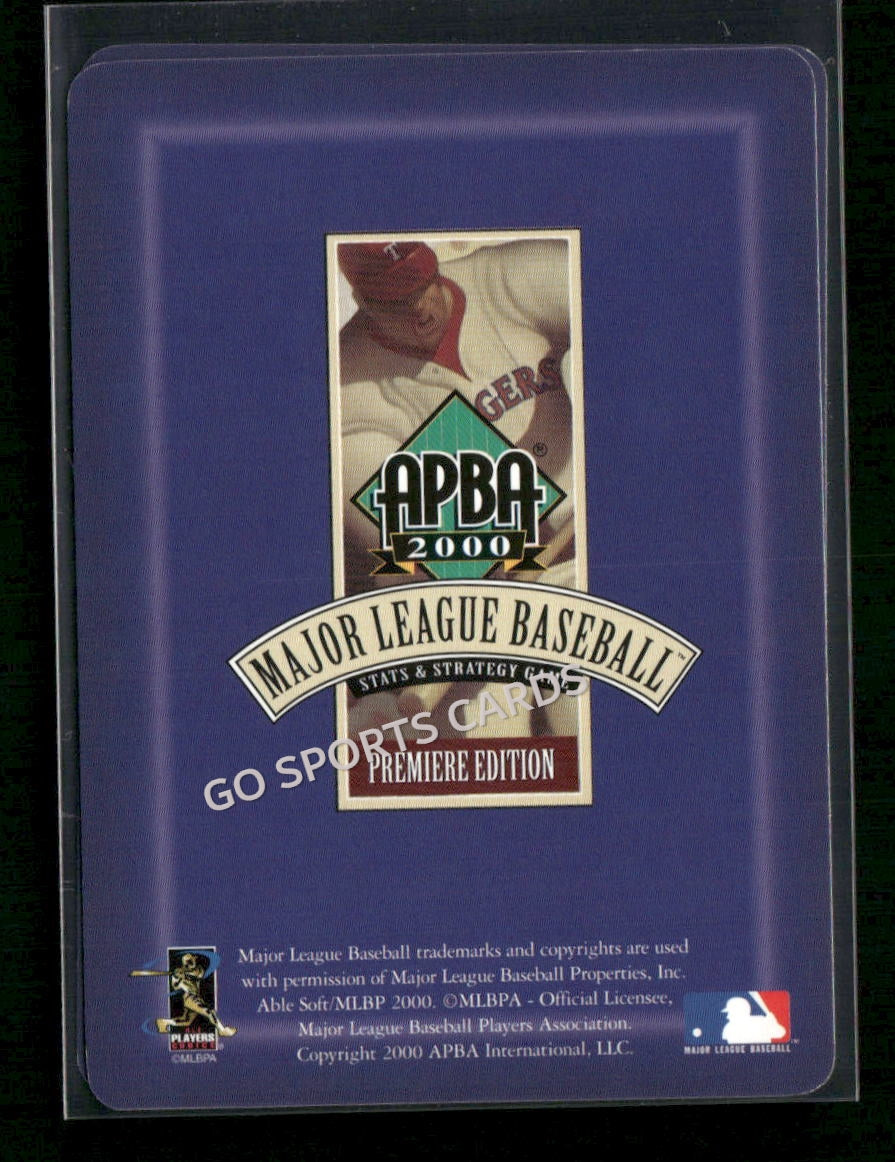 T
GERS
APBA®
2000
MAJOR LEAGUE BASEBALL™
STATS & STRATEGY GAME
GO SPORTS CARDS
PREMIERE EDITION
Major League Baseball trademarks and copyrights are used
with permission of Major League Baseball Properties, Inc.
Able Soft/MLBP 2000. ©MLBPA - Official Licensee,
Major League Baseball Players Association.
Copyright 2000 APBA International, LLC.
PLAYERS
CHOICE®
©MLBPA
MAJOR LEAGUE BASEBALL™